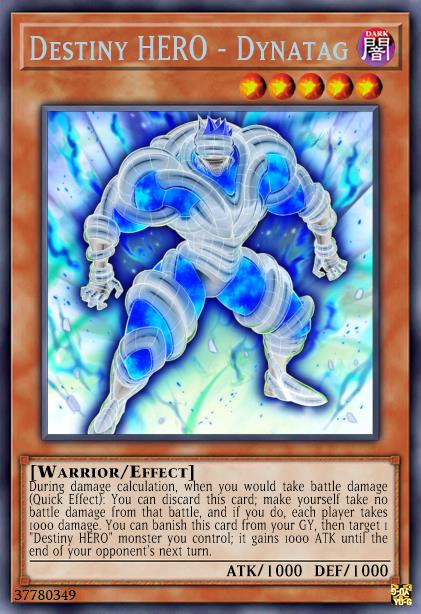 DESTINY HERO - DYNATAG
DARK
闇
[WARRIOR/EFFECT]
During damage calculation, when you would take battle damage
(Quick Effect): You can discard this card; make yourself take no
battle damage from that battle, and if you do, each player takes
1000 damage. You can banish this card from your GY, then target 1
"Destiny HERO" monster you control; it gains 1000 ATK until the
end of your opponent's next turn.
ATK/1000 DEF/1000
37780349